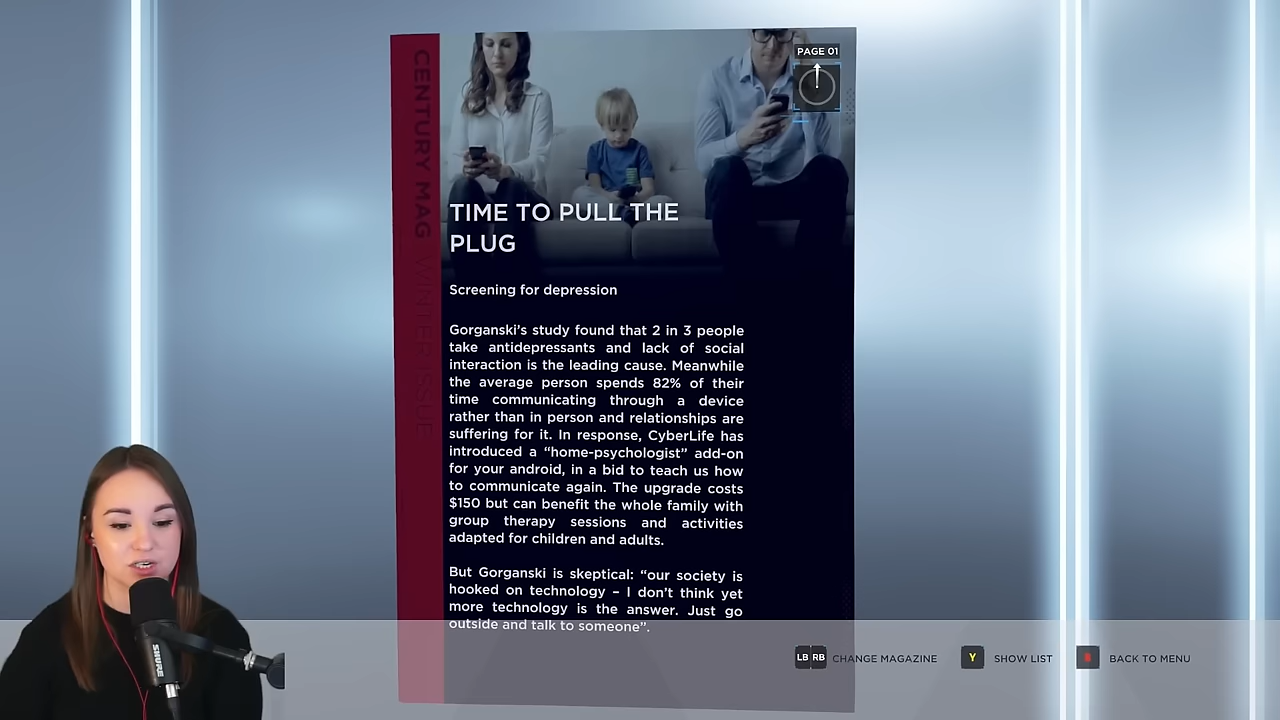 PAGE 01
CENTURY MAG WINTER ISSUE
TIME TO PULL THE
PLUG
Screening for depression
Gorganski's study found that 2 in 3 people
take antidepressants and lack of social
interaction is the leading cause. Meanwhile
the average person spends 82% of their
time communicating through a device
rather than in person and relationships are
suffering for it. In response, CyberLife has
introduced a “home-psychologist” add-on
for your android, in a bid to teach us how
to communicate again. The upgrade costs
$150 but can benefit the whole family with
group therapy sessions and activities
adapted for children and adults.
But Gorganski is skeptical: “our society is
hooked on technology – I don't think yet
more technology is the answer. Just go
outside and talk to someone”.
LB RB CHANGE MAGAZINE
Y SHOW LIST
B BACK TO MENU
SHURE